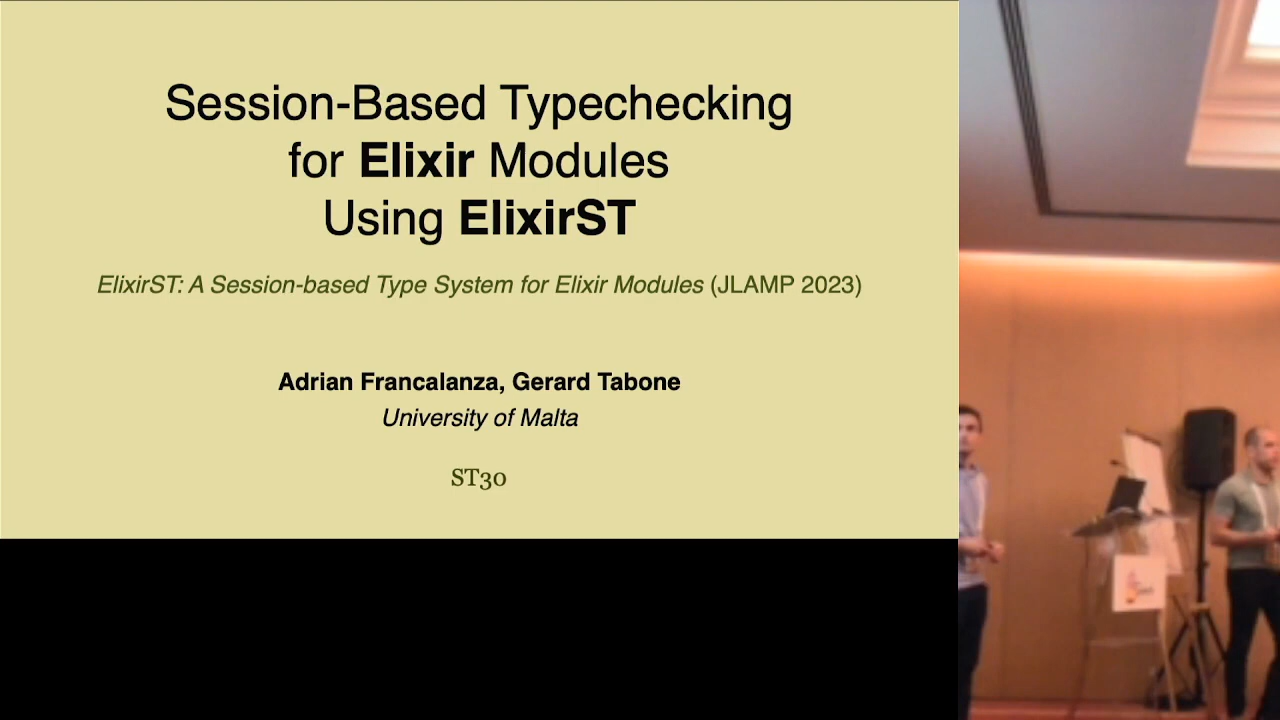 Session-Based Typechecking
for Elixir Modules
Using ElixirST
ElixirST: A Session-based Type System for Elixir Modules (JLAMP 2023)
Adrian Francalanza, Gerard Tabone
University of Malta
ST30